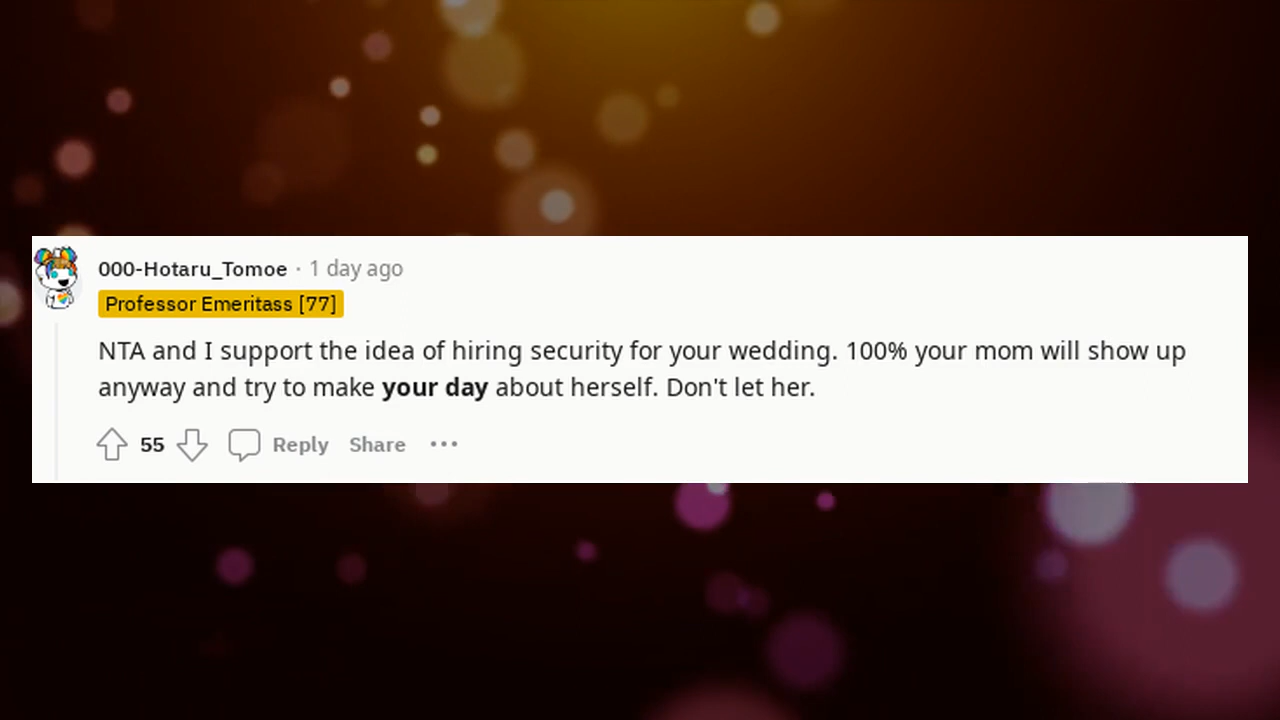 000-Hotaru_Tomoe · 1 day ago
Professor Emeritass [77]
NTA and I support the idea of hiring security for your wedding. 100% your mom will show up
anyway and try to make your day about herself. Don't let her.
55 Reply Share ···